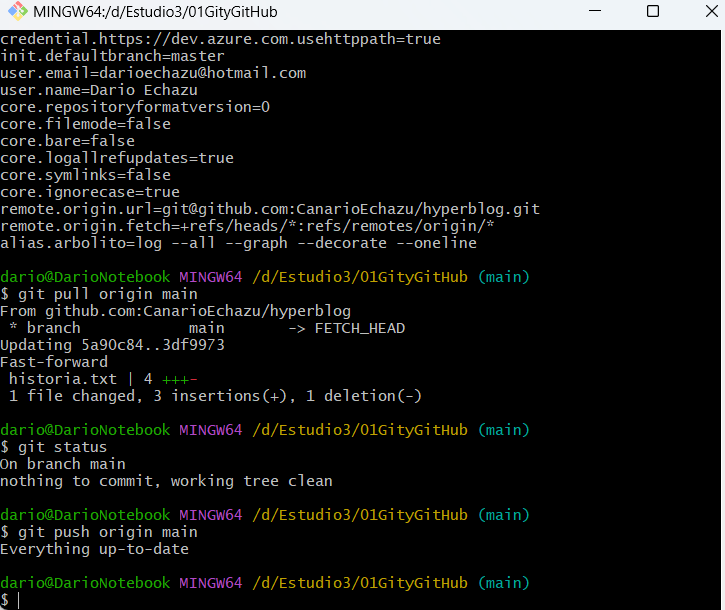 MINGW64:/d/Estudio3/01GityGitHub
credential.https://dev.azure.com.usehttppath=true
init.defaultbranch=master
user.email=darioechazu@hotmail.com
user.name=Dario Echazu
core.repositoryformatversion=0
core.filemode=false
core.bare=false
core.logallrefupdates=true
core.symlinks=false
core.ignorecase=true
remote.origin.url=git@github.com:CanarioEchazu/hyperblog.git
remote.origin.fetch=+refs/heads/*:refs/remotes/origin/*
alias.arbolito=log --all --graph --decorate --oneline
dario@DarioNotebook MINGW64 /d/Estudio3/01GityGitHub (main)
$ git pull origin main
From github.com:CanarioEchazu/hyperblog
 * branch            main       -> FETCH_HEAD
Updating 5a90c84..3df9973
Fast-forward
 historia.txt | 4 +++-
 1 file changed, 3 insertions(+), 1 deletion(-)
dario@DarioNotebook MINGW64 /d/Estudio3/01GityGitHub (main)
$ git status
On branch main
nothing to commit, working tree clean
dario@DarioNotebook MINGW64 /d/Estudio3/01GityGitHub (main)
$ git push origin main
Everything up-to-date
dario@DarioNotebook MINGW64 /d/Estudio3/01GityGitHub (main)
$